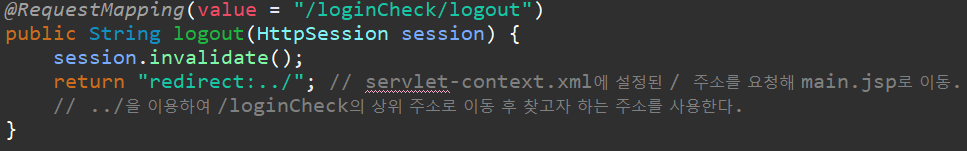 @RequestMapping(value = "/loginCheck/logout")
public String logout(HttpSession session) {
    session.invalidate();
    return "redirect:../"; // servlet-context.xml에 설정된 / 주소를 요청해 main.jsp로 이동.
    // ../을 이용하여 /loginCheck의 상위 주소로 이동 후 찾고자 하는 주소를 사용한다.
}